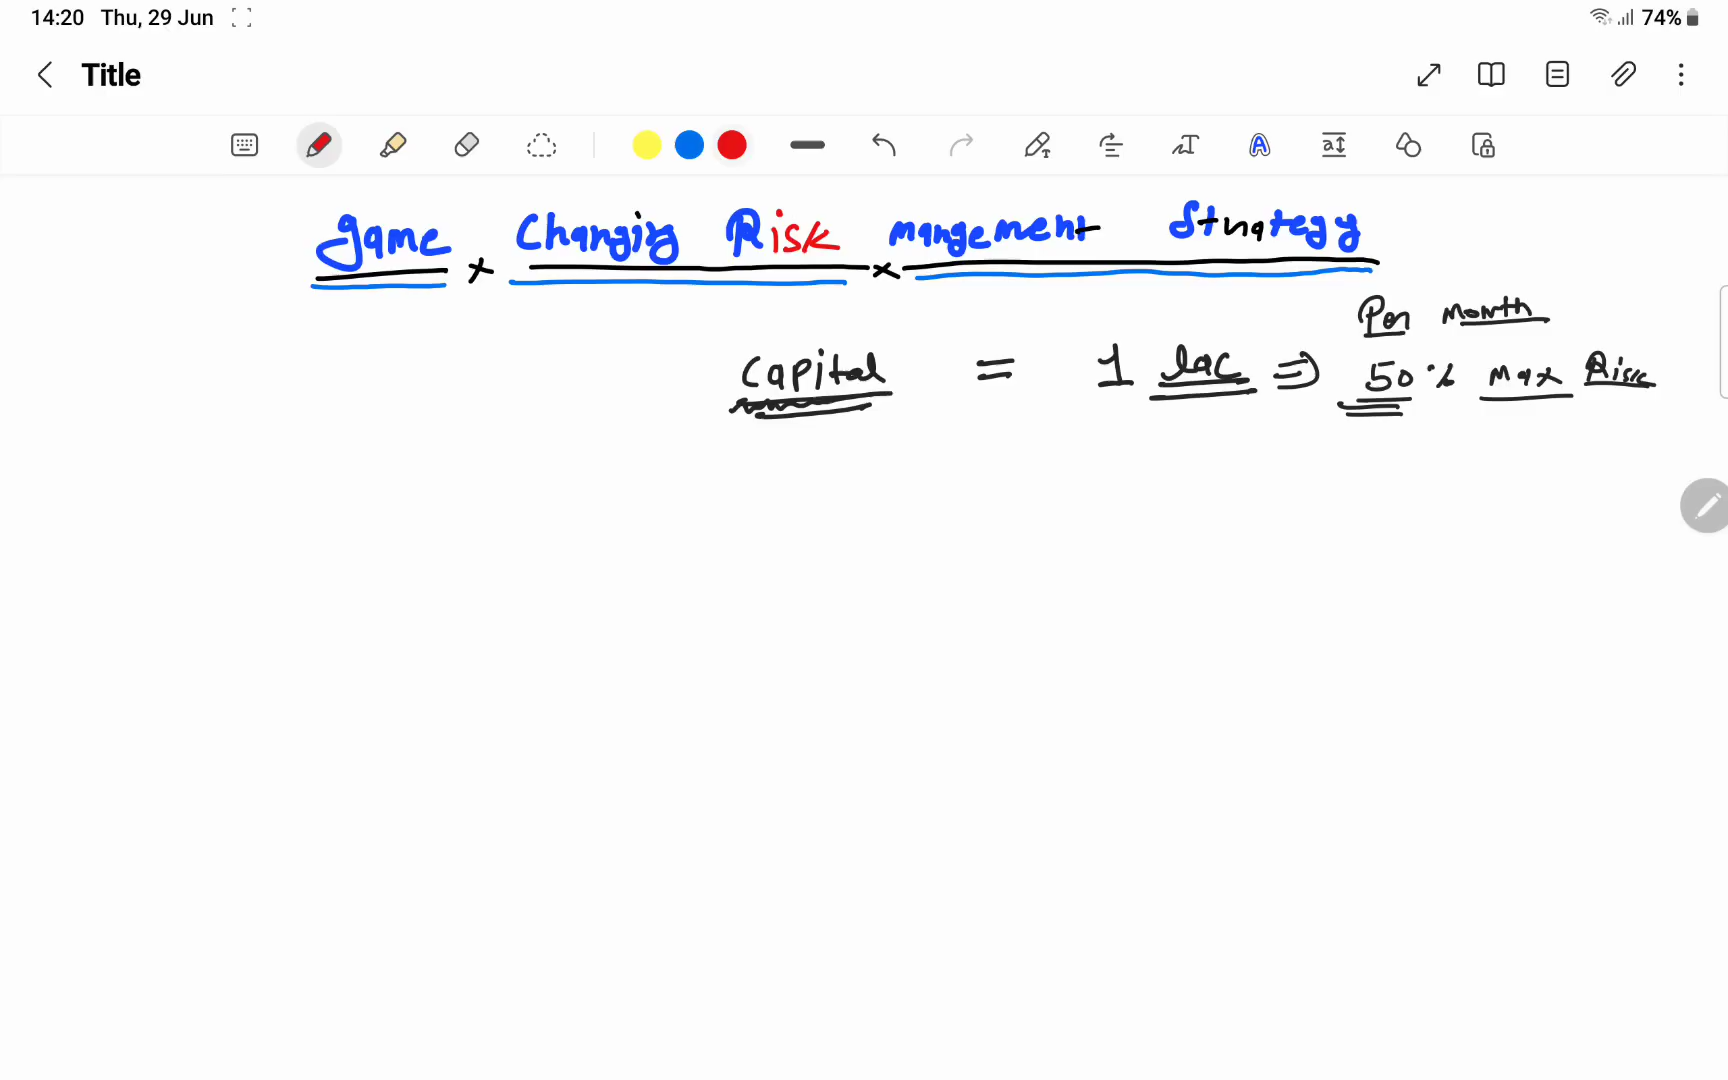 14:20 Thu, 29 Jun 74%
Title
Game Changing Risk Mangement Strategy
Per Month
Capital = 1 lac ⇒ 50% Max Risk